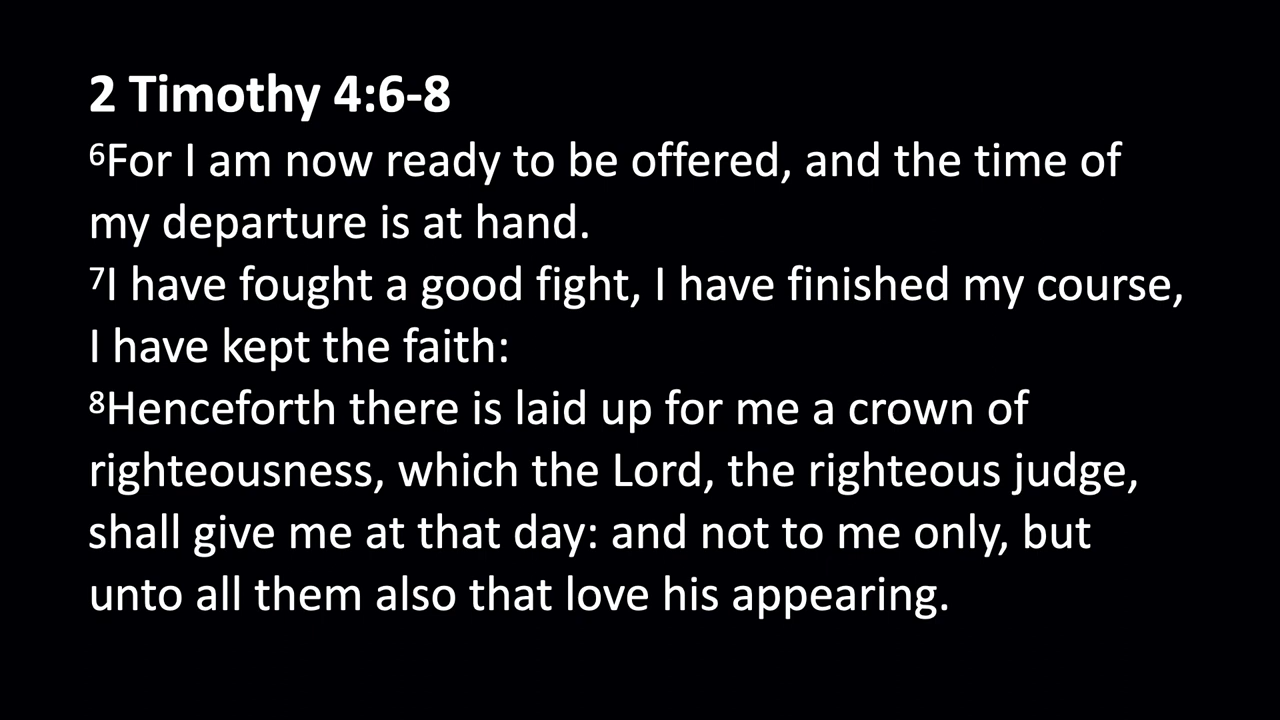 2 Timothy 4:6-8
⁶For I am now ready to be offered, and the time of
my departure is at hand.
⁷I have fought a good fight, I have finished my course,
I have kept the faith:
⁸Henceforth there is laid up for me a crown of
righteousness, which the Lord, the righteous judge,
shall give me at that day: and not to me only, but
unto all them also that love his appearing.